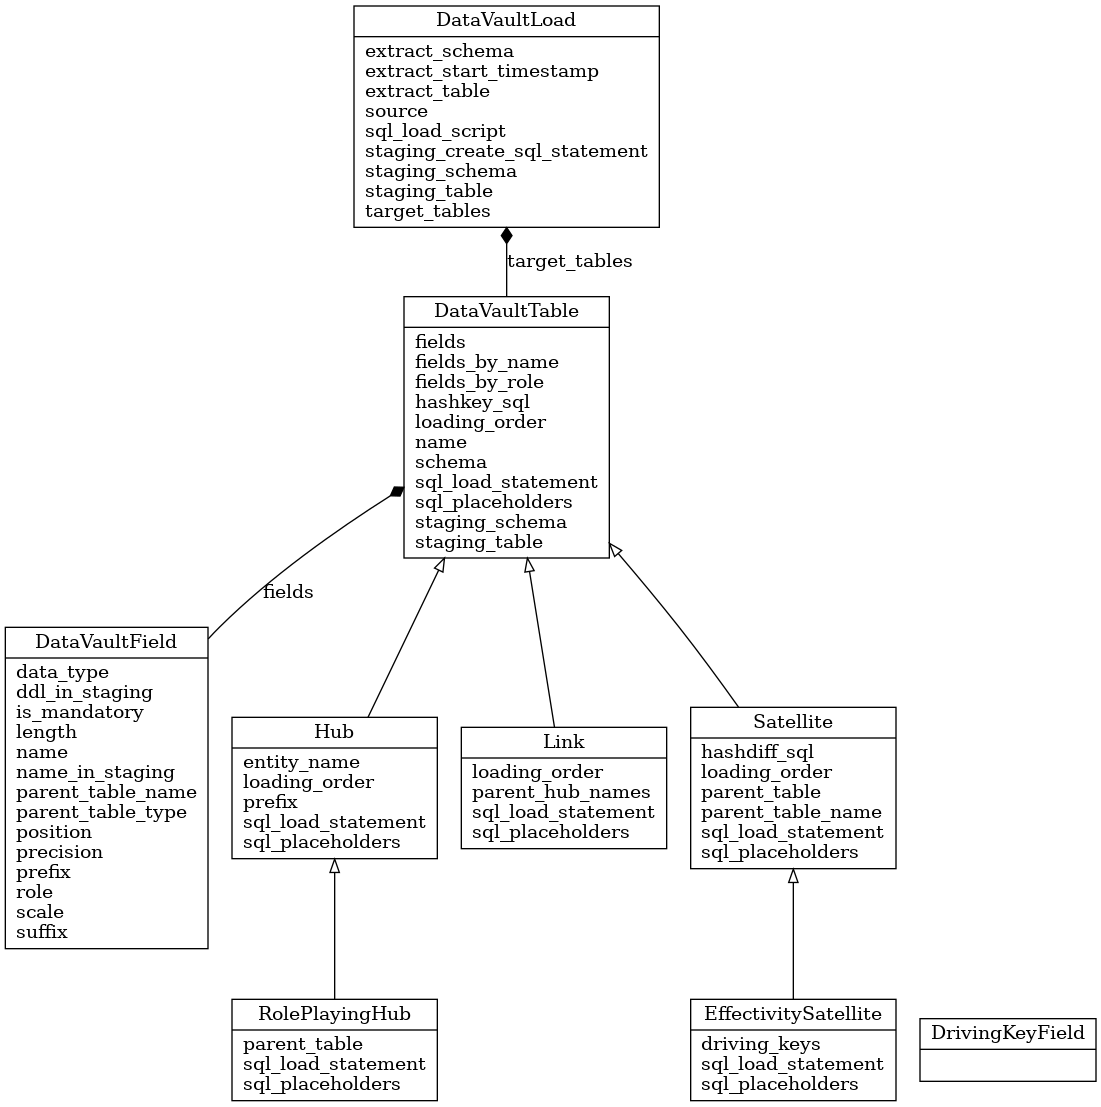 DataVaultLoad
extract_schema
extract_start_timestamp
extract_table
source
sql_load_script
staging_create_sql_statement
staging_schema
staging_table
target_tables
target_tables
DataVaultTable
fields
fields_by_name
fields_by_role
hashkey_sql
loading_order
name
schema
sql_load_statement
sql_placeholders
staging_schema
staging_table
fields
DataVaultField
data_type
ddl_in_staging
is_mandatory
length
name
name_in_staging
parent_table_name
parent_table_type
position
precision
prefix
role
scale
suffix
Hub
entity_name
loading_order
prefix
sql_load_statement
sql_placeholders
Link
loading_order
parent_hub_names
sql_load_statement
sql_placeholders
Satellite
hashdiff_sql
loading_order
parent_table
parent_table_name
sql_load_statement
sql_placeholders
RolePlayingHub
parent_table
sql_load_statement
sql_placeholders
EffectivitySatellite
driving_keys
sql_load_statement
sql_placeholders
DrivingKeyField